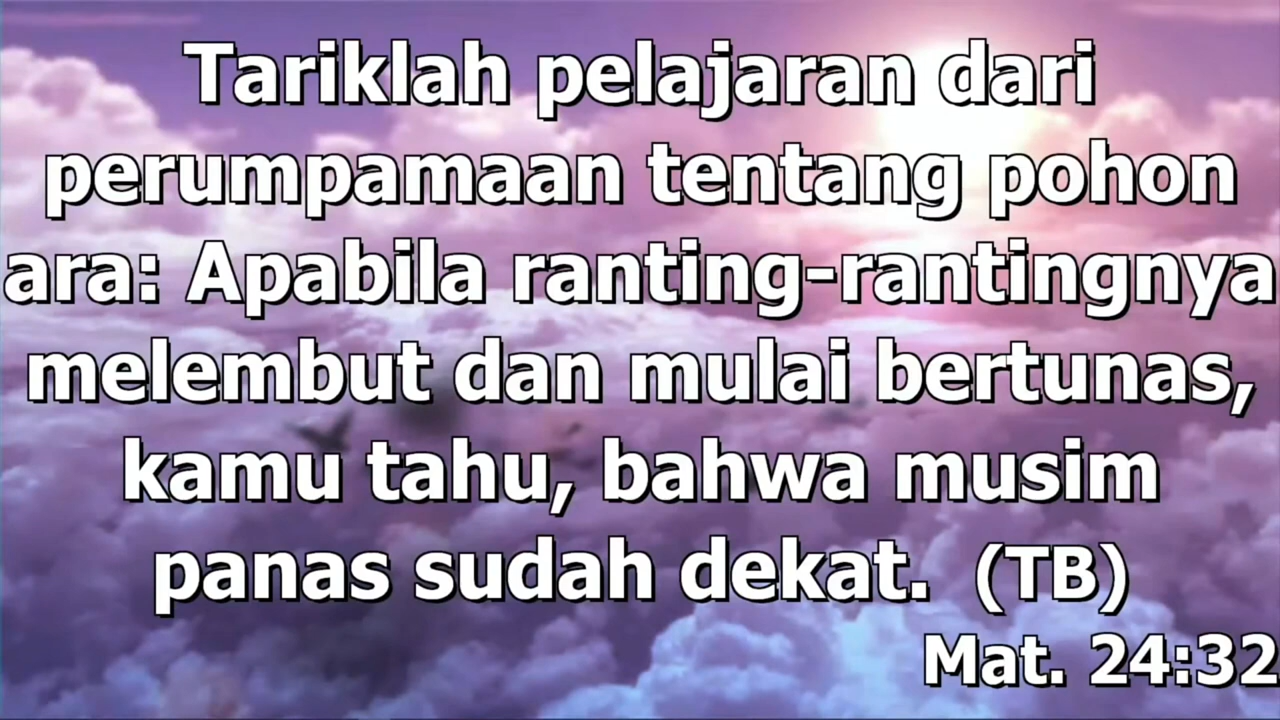 Tariklah pelajaran dari
perumpamaan tentang pohon
ara: Apabila ranting-rantingnya
melembut dan mulai bertunas,
kamu tahu, bahwa musim
panas sudah dekat.  (TB)
Mat. 24:32